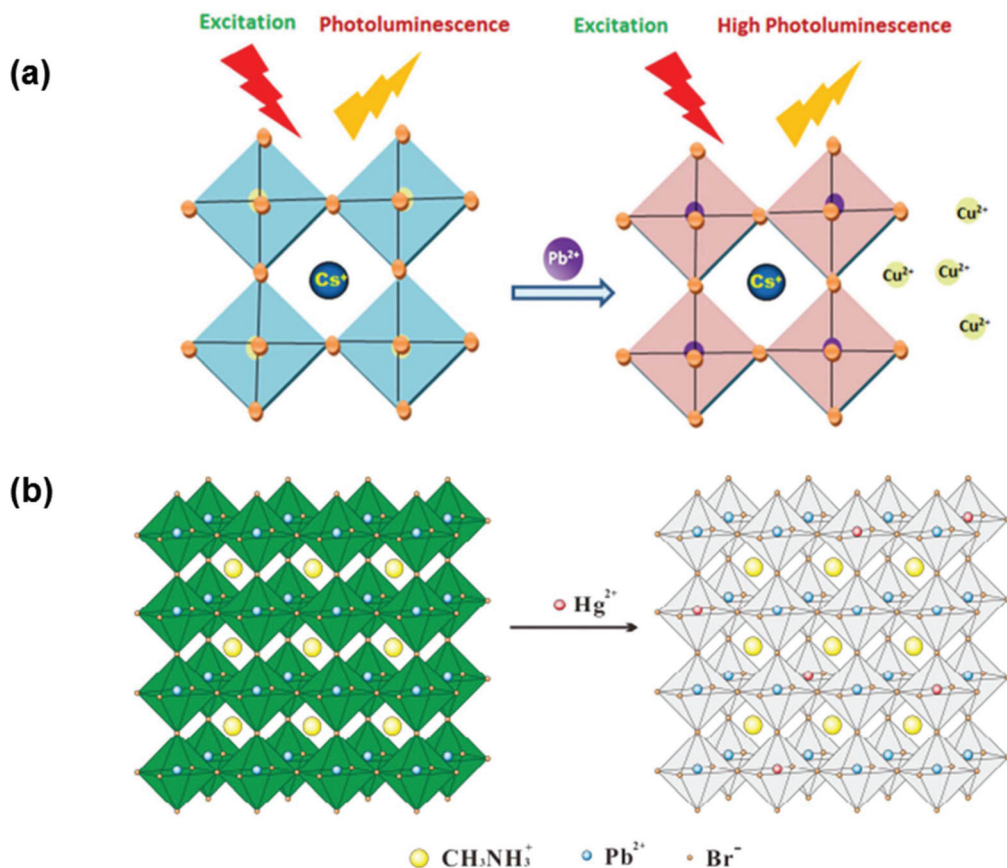 Excitation Photoluminescence Excitation High Photoluminescence
(a)
Cs⁺
Pb²⁺
Cs⁺
Cu²⁺
Cu²⁺
Cu²⁺
Cu²⁺
(b)
Hg²⁺
CH₃NH₃⁺ Pb²⁺ Br⁻